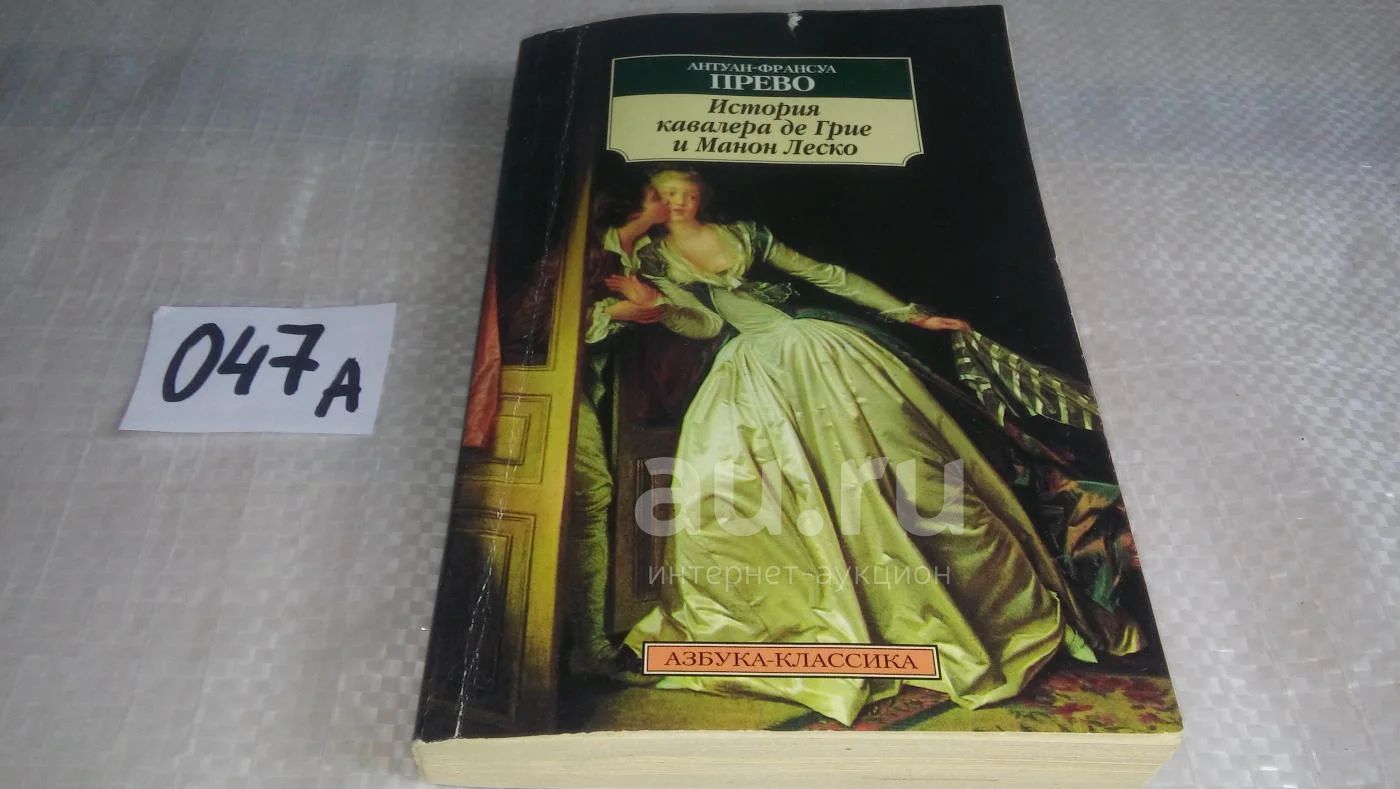 АНТУАН-ФРАНСУА
ПРЕВО
История
кавалера де Грие
и Манон Леско
047А
au.ru
интернет-аукцион
АЗБУКА-КЛАССИКА